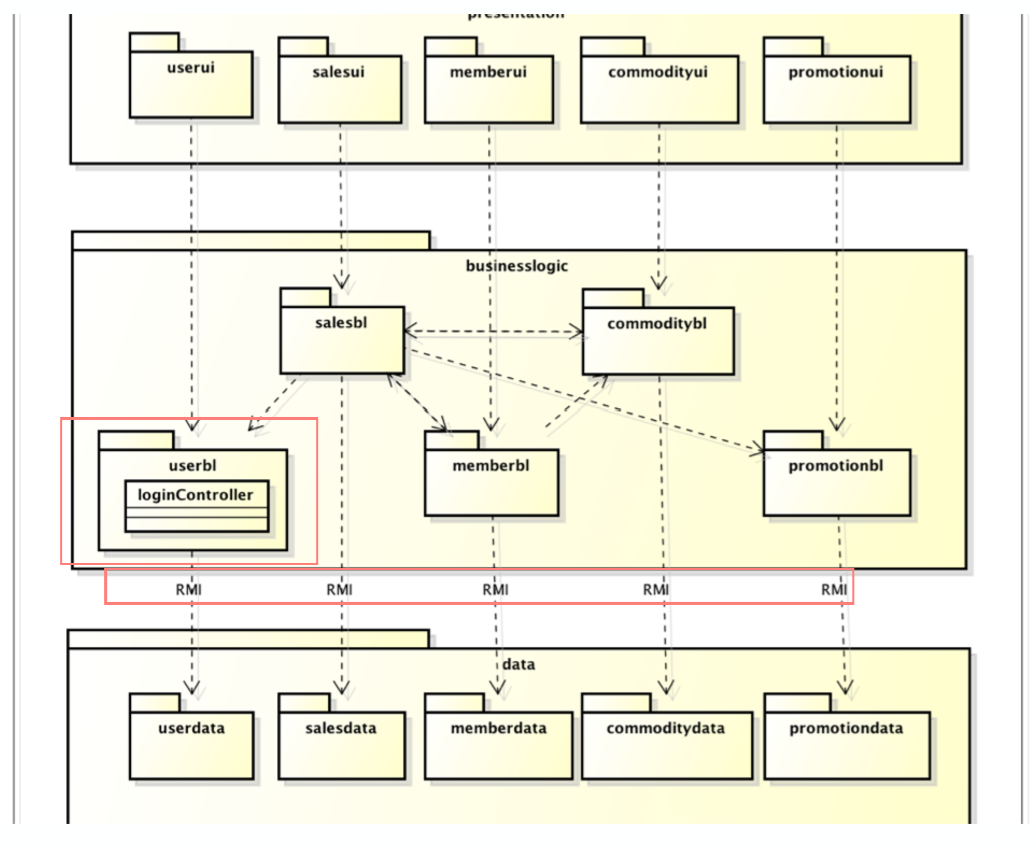 presentation
userui
salesui
memberui
commodityui
promotionui
businesslogic
salesbl
commoditybl
userbl
loginController
memberbl
promotionbl
RMI
RMI
RMI
RMI
RMI
data
userdata
salesdata
memberdata
commoditydata
promotiondata